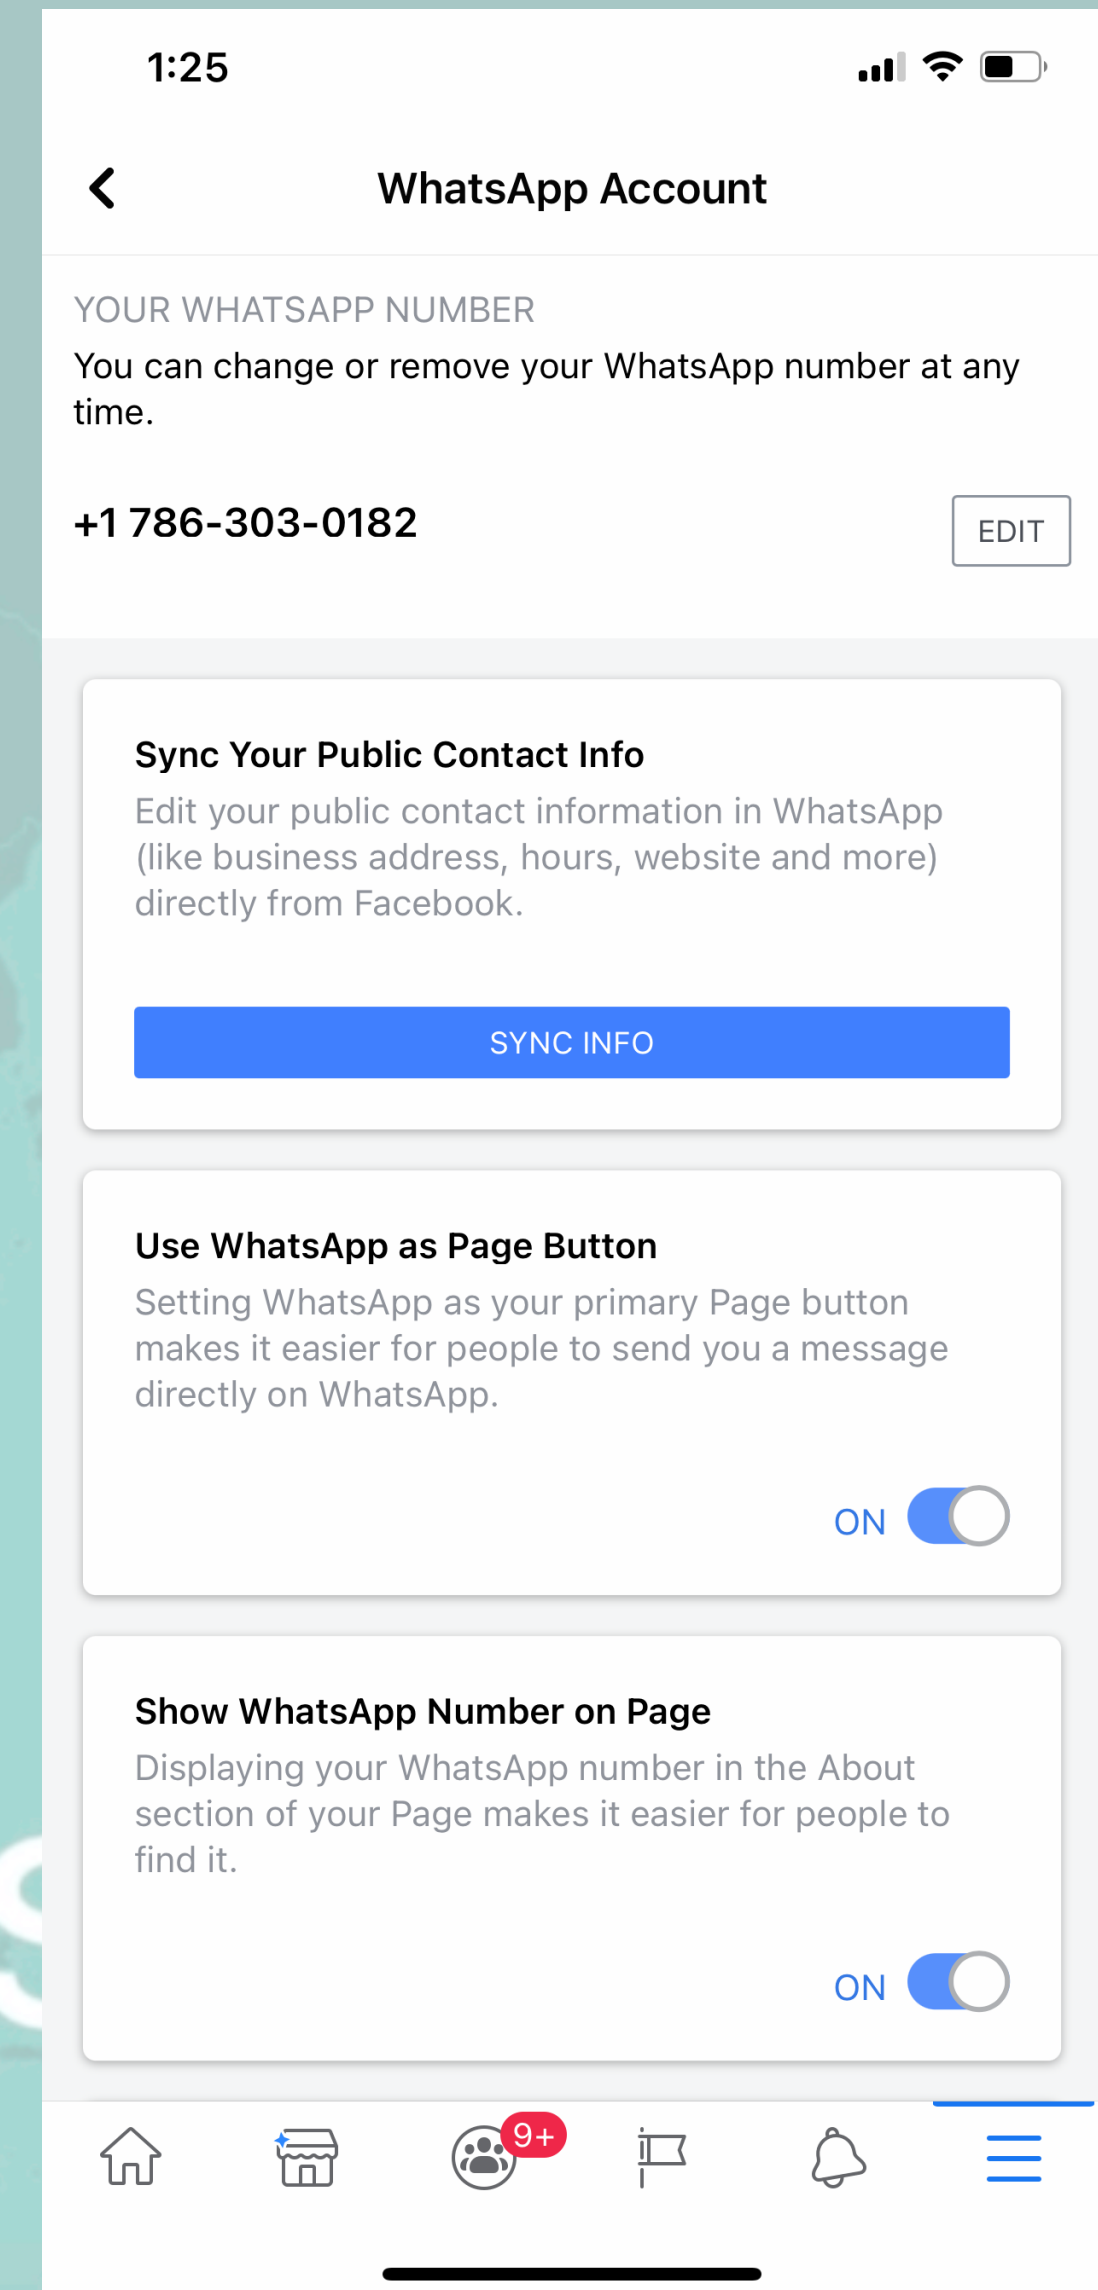 1:25
WhatsApp Account
YOUR WHATSAPP NUMBER
You can change or remove your WhatsApp number at any
time.
+1 786-303-0182
EDIT
Sync Your Public Contact Info
Edit your public contact information in WhatsApp
(like business address, hours, website and more)
directly from Facebook.
SYNC INFO
Use WhatsApp as Page Button
Setting WhatsApp as your primary Page button
makes it easier for people to send you a message
directly on WhatsApp.
ON
Show WhatsApp Number on Page
Displaying your WhatsApp number in the About
section of your Page makes it easier for people to
find it.
ON
9+